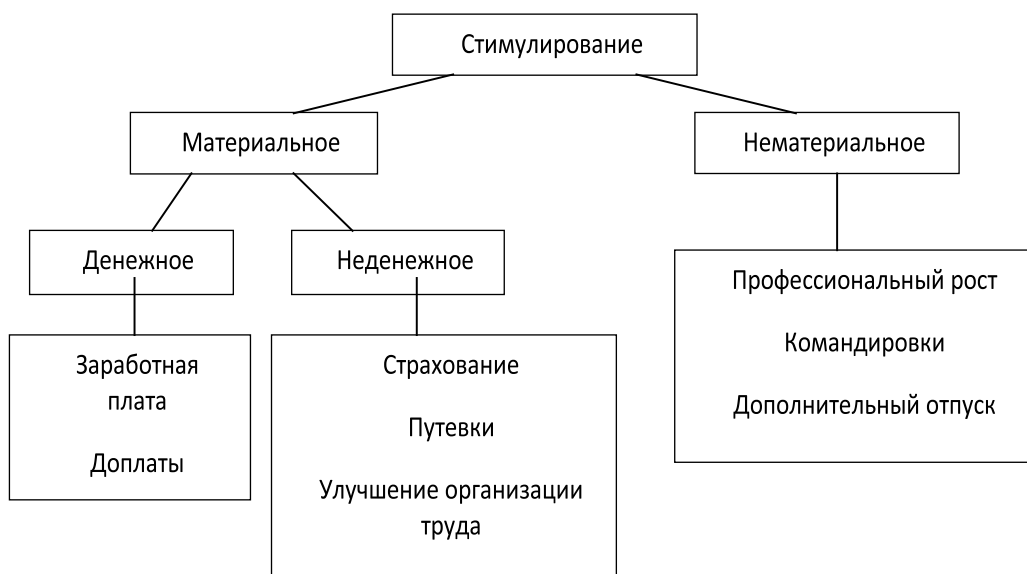 Стимулирование
Материальное
Нематериальное
Денежное
Неденежное
Заработная
плата
Доплаты
Страхование
Путевки
Улучшение организации
труда
Профессиональный рост
Командировки
Дополнительный отпуск